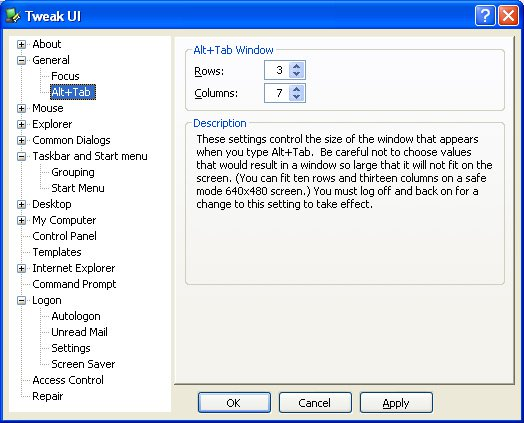 Tweak UI
About
General
Focus
Alt+Tab
Mouse
Explorer
Common Dialogs
Taskbar and Start menu
Grouping
Start Menu
Desktop
My Computer
Control Panel
Templates
Internet Explorer
Command Prompt
Logon
Autologon
Unread Mail
Settings
Screen Saver
Access Control
Repair
Alt+Tab Window
Rows: 3
Columns: 7
Description
These settings control the size of the window that appears
when you type Alt+Tab. Be careful not to choose values
that would result in a window so large that it will not fit on the
screen. (You can fit ten rows and thirteen columns on a safe
mode 640x480 screen.) You must log off and back on for a
change to this setting to take effect.
OK Cancel Apply